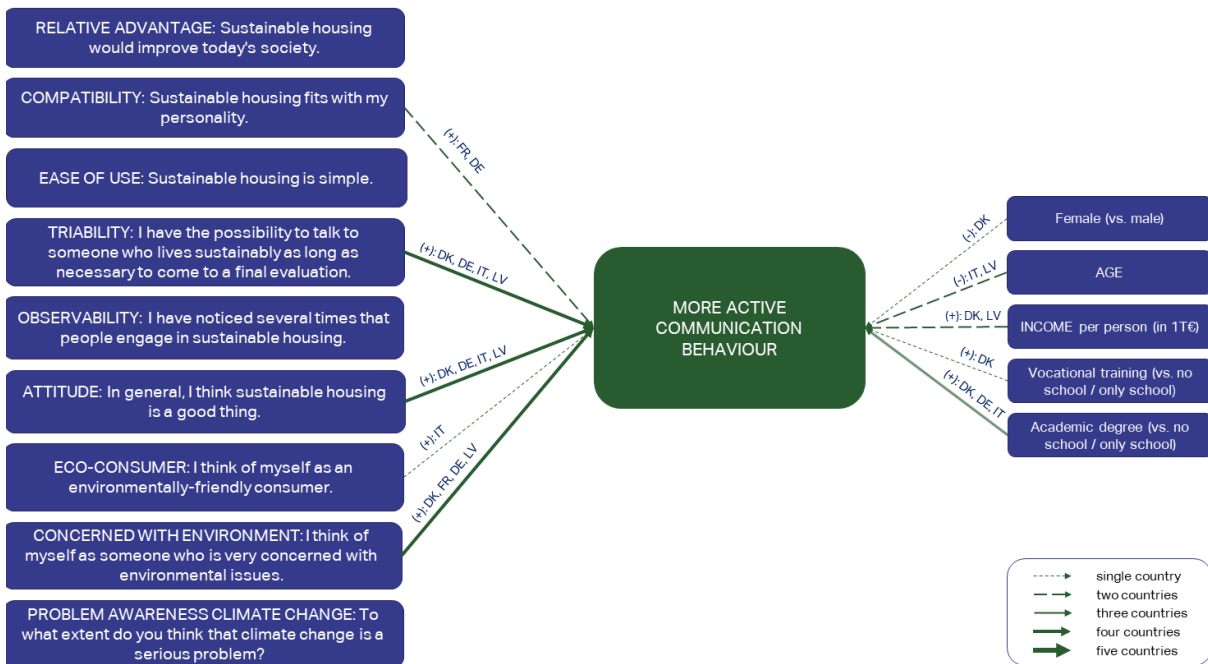 RELATIVE ADVANTAGE: Sustainable housing
would improve today's society.
COMPATIBILITY: Sustainable housing fits with my
personality.
EASE OF USE: Sustainable housing is simple.
TRIABILITY: I have the possibility to talk to
someone who lives sustainably as long as
necessary to come to a final evaluation.
OBSERVABILITY: I have noticed several times that
people engage in sustainable housing.
ATTITUDE: In general, I think sustainable housing
is a good thing.
ECO-CONSUMER: I think of myself as an
environmentally-friendly consumer.
CONCERNED WITH ENVIRONMENT: I think of
myself as someone who is very concerned with
environmental issues.
PROBLEM AWARENESS CLIMATE CHANGE: To
what extent do you think that climate change is a
serious problem?
(+): FR, DE
(+): DK, DE, IT, LV
(+): DK, DE, IT, LV
(+): IT
(+): DK, FR, DE, LV
MORE ACTIVE
COMMUNICATION
BEHAVIOUR
(-): DK
(-): IT, LV
(+): DK, LV
(+): DK
(+): DK, DE, IT
Female (vs. male)
AGE
INCOME per person (in 1T€)
Vocational training (vs. no
school / only school)
Academic degree (vs. no
school / only school)
single country
two countries
three countries
four countries
five countries